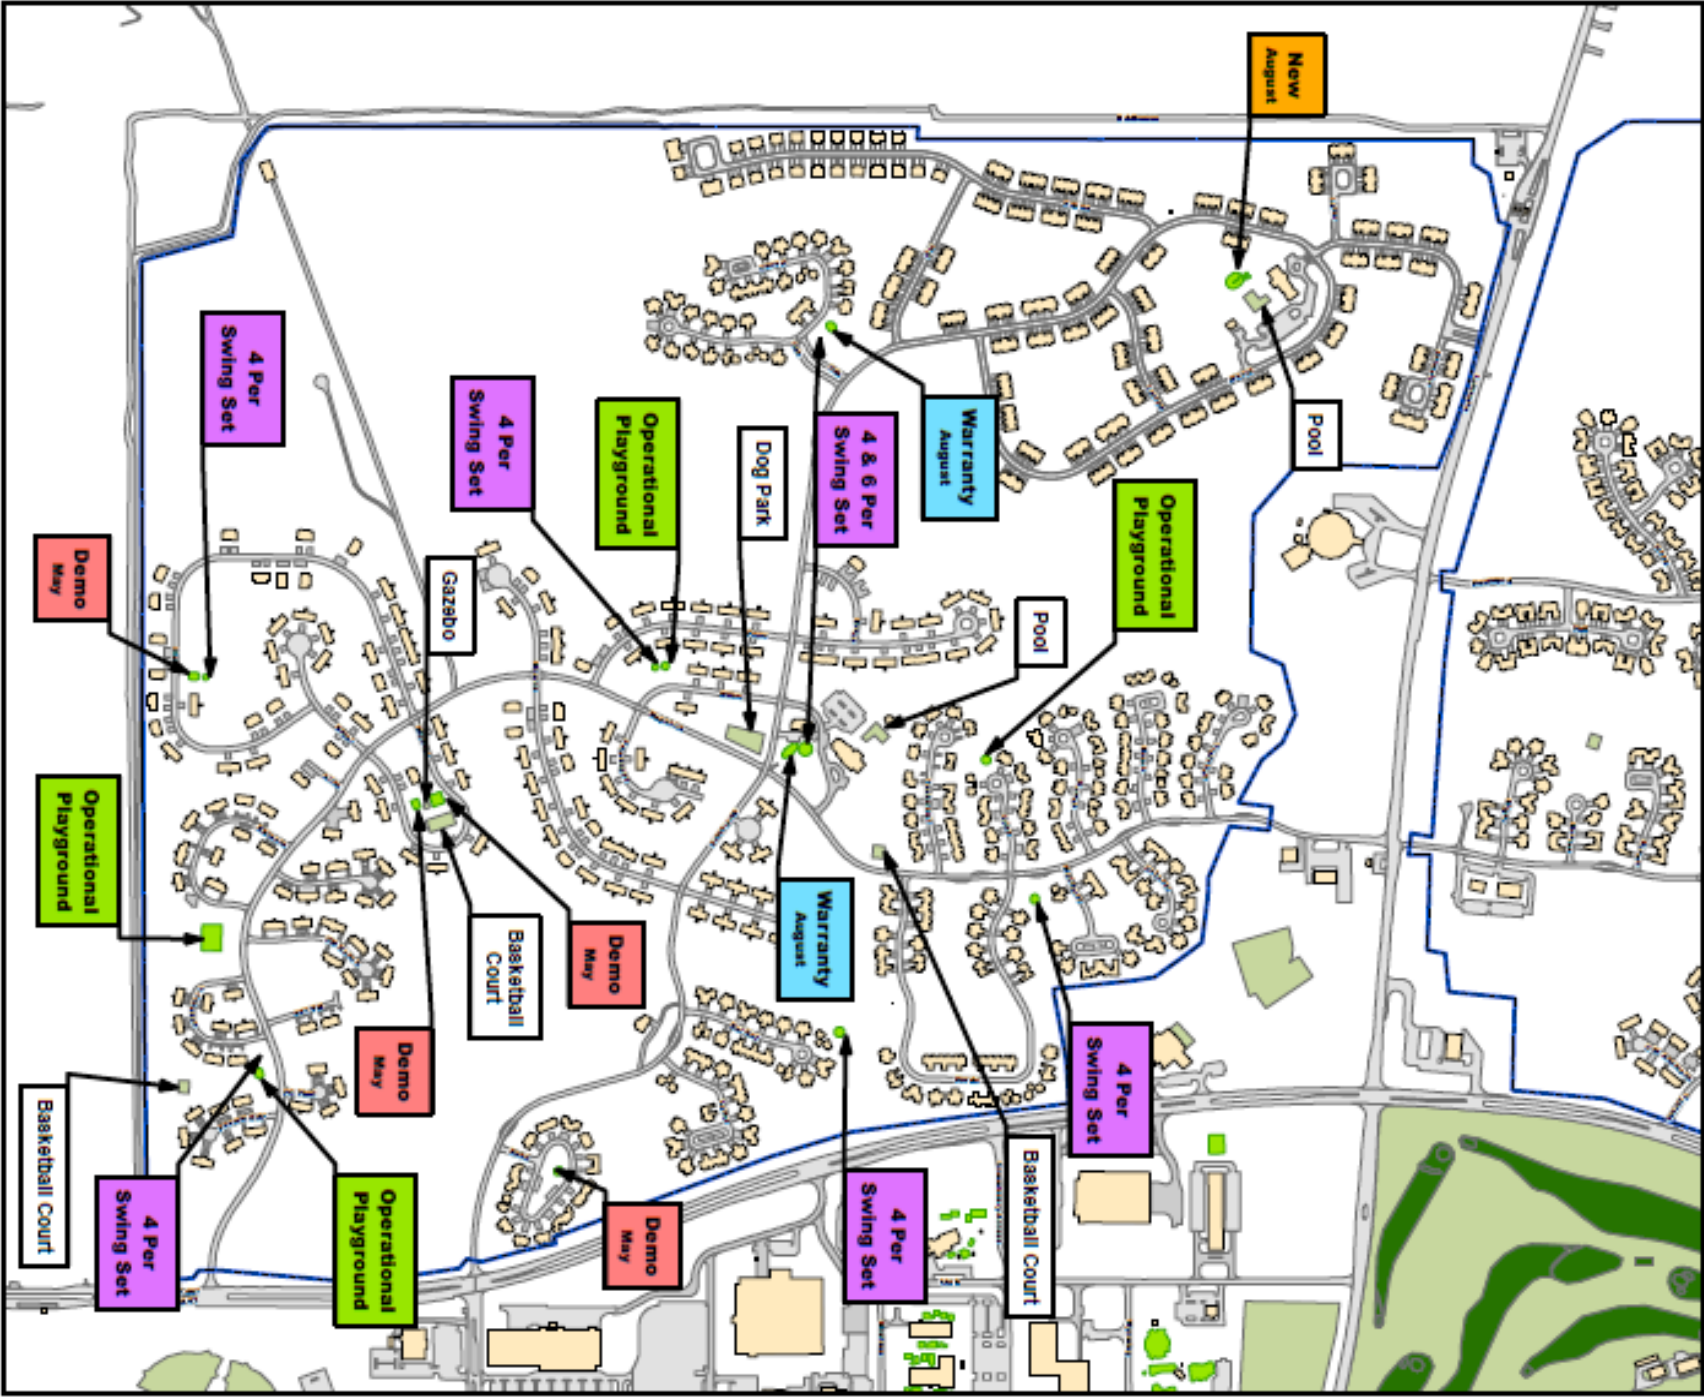 New
August
Pool
Operational
Playground
4 Per
Swing Set
Pool
Basketball Court
Warranty
August
4 Per
Swing Set
4 & 6 Per
Swing Set
Warranty
August
Dog Park
Operational
Playground
Demo
May
Demo
May
4 Per
Swing Set
Basketball
Court
Gazebo
Demo
May
Operational
Playground
4 Per
Swing Set
4 Per
Swing Set
Operational
Playground
Demo
May
Basketball Court